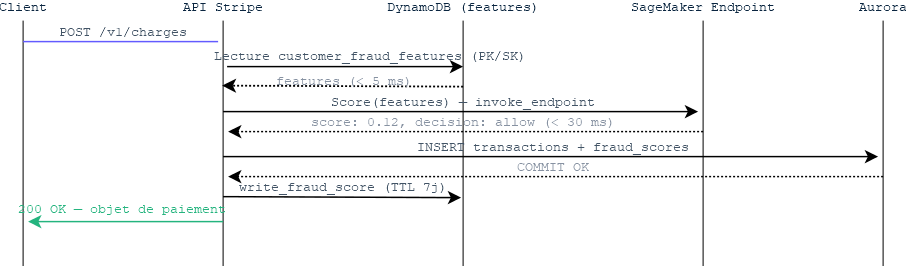 Client
API Stripe
DynamoDB (features)
SageMaker Endpoint
Aurora
POST /v1/charges
Lecture customer_fraud_features (PK/SK)
features (< 5 ms)
Score(features) — invoke_endpoint
score: 0.12, decision: allow (< 30 ms)
INSERT transactions + fraud_scores
COMMIT OK
write_fraud_score (TTL 7j)
200 OK — objet de paiement